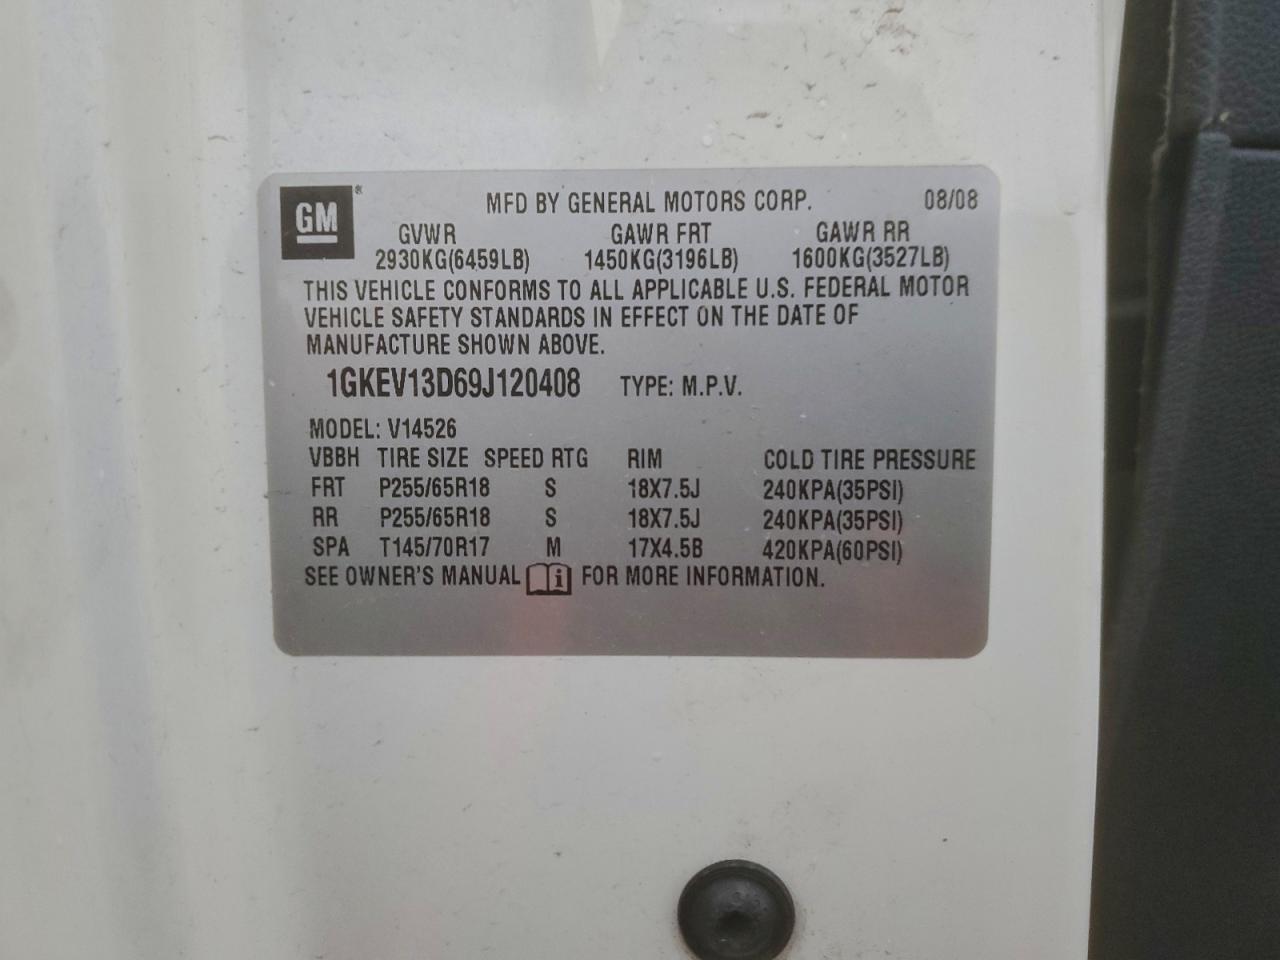 GM ®
MFD BY GENERAL MOTORS CORP. 08/08
GVWR GAWR FRT GAWR RR
2930KG(6459LB) 1450KG(3196LB) 1600KG(3527LB)
THIS VEHICLE CONFORMS TO ALL APPLICABLE U.S. FEDERAL MOTOR
VEHICLE SAFETY STANDARDS IN EFFECT ON THE DATE OF
MANUFACTURE SHOWN ABOVE.
1GKEV13D69J120408 TYPE: M.P.V.
MODEL: V14526
VBBH TIRE SIZE SPEED RTG RIM COLD TIRE PRESSURE
FRT P255/65R18 S 18X7.5J 240KPA(35PSI)
RR P255/65R18 S 18X7.5J 240KPA(35PSI)
SPA T145/70R17 M 17X4.5B 420KPA(60PSI)
SEE OWNER'S MANUAL i FOR MORE INFORMATION.